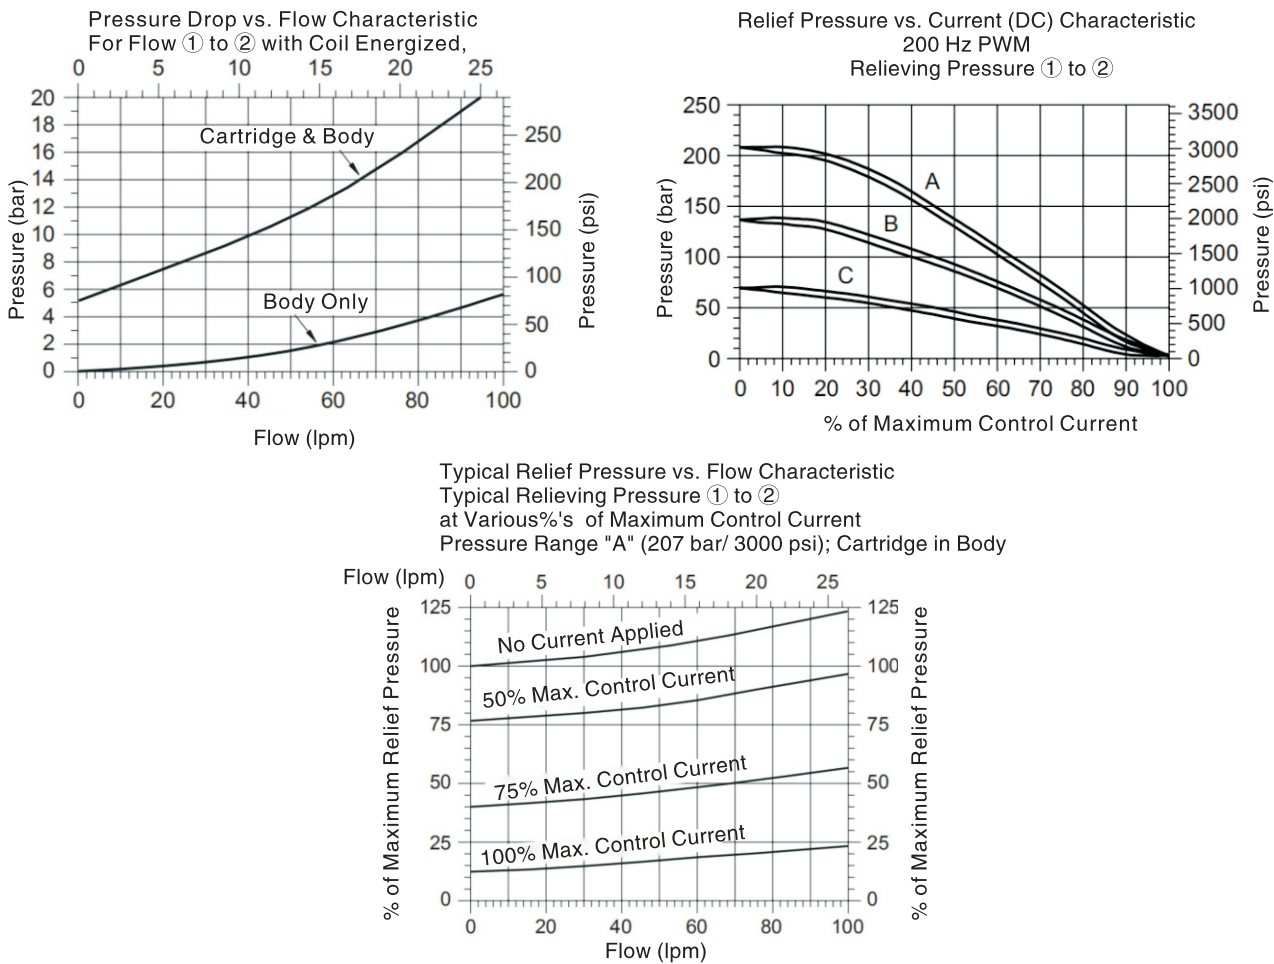 Pressure Drop vs. Flow Characteristic
For Flow ① to ② with Coil Energized,
0 5 10 15 20 25
20
18
16
14
12
10
8
6
4
2
0
Pressure (bar)
Cartridge & Body
Body Only
250
200
150
100
50
0
Pressure (psi)
0 20 40 60 80 100
Flow (lpm)
Relief Pressure vs. Current (DC) Characteristic
200 Hz PWM
Relieving Pressure ① to ②
250
200
150
100
50
0
Pressure (bar)
A
B
C
3500
3000
2500
2000
1500
1000
500
0
Pressure (psi)
0 10 20 30 40 50 60 70 80 90 100
% of Maximum Control Current
Typical Relief Pressure vs. Flow Characteristic
Typical Relieving Pressure ① to ②
at Various%'s of Maximum Control Current
Pressure Range "A" (207 bar/ 3000 psi); Cartridge in Body
Flow (lpm) 0 5 10 15 20 25
125
100
75
50
25
0
% of Maximum Relief Pressure
No Current Applied
50% Max. Control Current
75% Max. Control Current
100% Max. Control Current
125
100
75
50
25
0
% of Maximum Relief Pressure
0 20 40 60 80 100
Flow (lpm)